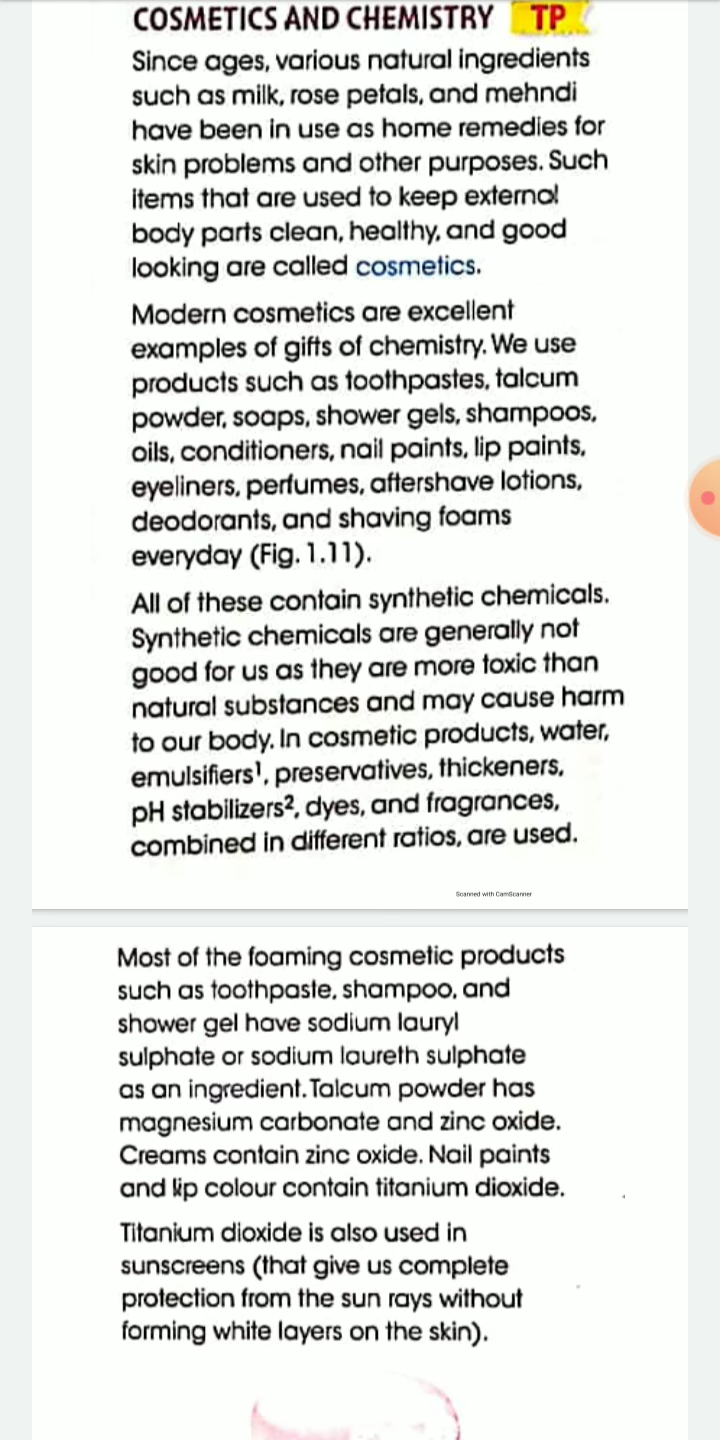 COSMETICS AND CHEMISTRY TP
Since ages, various natural ingredients
such as milk, rose petals, and mehndi
have been in use as home remedies for
skin problems and other purposes. Such
items that are used to keep external
body parts clean, healthy, and good
looking are called cosmetics.
Modern cosmetics are excellent
examples of gifts of chemistry. We use
products such as toothpastes, talcum
powder, soaps, shower gels, shampoos,
oils, conditioners, nail paints, lip paints,
eyeliners, perfumes, aftershave lotions,
deodorants, and shaving foams
everyday (Fig. 1.11).
All of these contain synthetic chemicals.
Synthetic chemicals are generally not
good for us as they are more toxic than
natural substances and may cause harm
to our body. In cosmetic products, water,
emulsifiers¹, preservatives, thickeners,
pH stabilizers², dyes, and fragrances,
combined in different ratios, are used.
Scanned with CamScanner
Most of the foaming cosmetic products
such as toothpaste, shampoo, and
shower gel have sodium lauryl
sulphate or sodium laureth sulphate
as an ingredient. Talcum powder has
magnesium carbonate and zinc oxide.
Creams contain zinc oxide. Nail paints
and lip colour contain titanium dioxide.
Titanium dioxide is also used in
sunscreens (that give us complete
protection from the sun rays without
forming white layers on the skin).